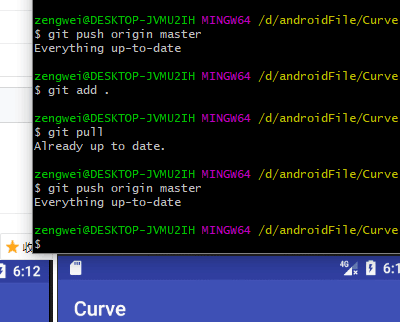 zengwei@DESKTOP-JVMU2IH MINGW64 /d/androidFile/Curve
$ git push origin master
Everything up-to-date
zengwei@DESKTOP-JVMU2IH MINGW64 /d/androidFile/Curve
$ git add .
zengwei@DESKTOP-JVMU2IH MINGW64 /d/androidFile/Curve
$ git pull
Already up to date.
zengwei@DESKTOP-JVMU2IH MINGW64 /d/androidFile/Curve
$ git push origin master
Everything up-to-date
zengwei@DESKTOP-JVMU2IH MINGW64 /d/androidFile/Curve
$
收
6:12
4G 6:1
Curve